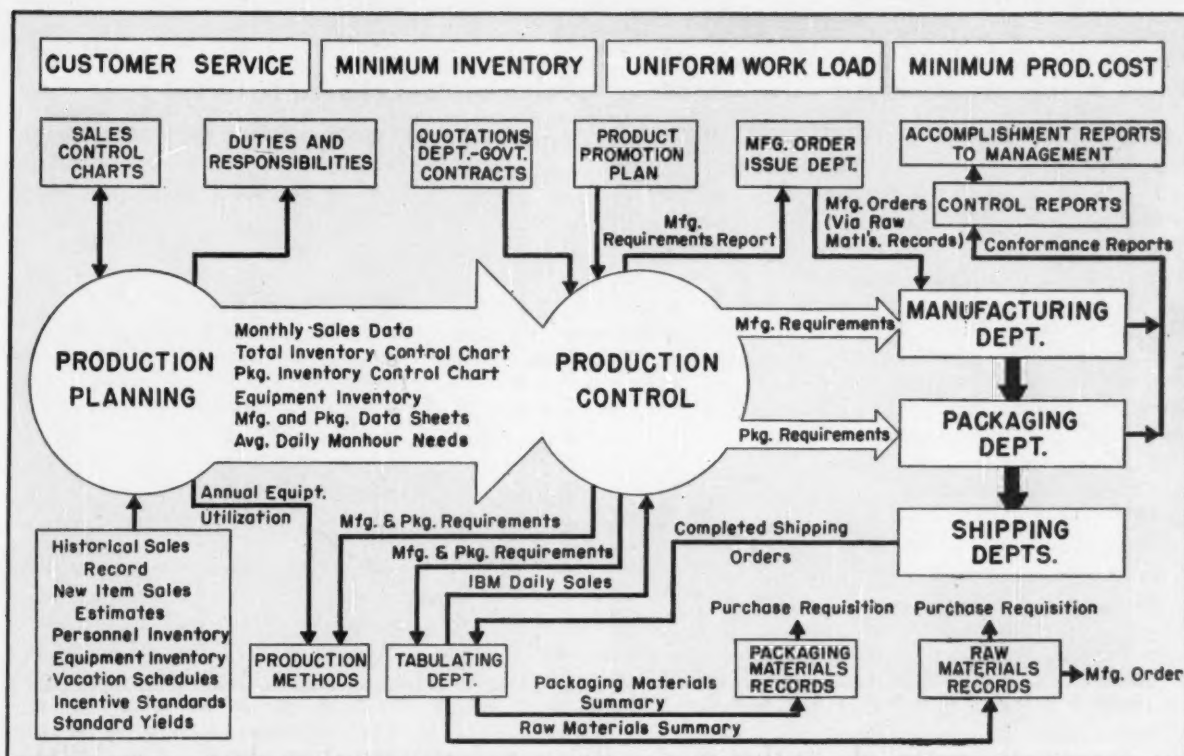 CUSTOMER SERVICE
MINIMUM INVENTORY
UNIFORM WORK LOAD
MINIMUM PROD. COST
SALES
CONTROL
CHARTS
DUTIES AND
RESPONSIBILITIES
QUOTATIONS
DEPT.-GOVT.
CONTRACTS
PRODUCT
PROMOTION
PLAN
MFG. ORDER
ISSUE DEPT.
ACCOMPLISHMENT REPORTS
TO MANAGEMENT
CONTROL REPORTS
Mfg.
Requirements Report
Mfg. Orders
(Via Raw
Matl's. Records)
Conformance Reports
PRODUCTION
PLANNING
Monthly Sales Data
Total Inventory Control Chart
Pkg. Inventory Control Chart
Equipment Inventory
Mfg. and Pkg. Data Sheets
Avg. Daily Manhour Needs
PRODUCTION
CONTROL
Mfg. Requirements
MANUFACTURING
DEPT.
Pkg. Requirements
PACKAGING
DEPT.
SHIPPING
DEPTS.
Annual Equipt.
Utilization
Mfg. & Pkg. Requirements
Mfg. & Pkg. Requirements
IBM Daily Sales
Completed Shipping
Orders
Historical Sales
Record
New Item Sales
Estimates
Personnel Inventory
Equipment Inventory
Vacation Schedules
Incentive Standards
Standard Yields
PRODUCTION
METHODS
TABULATING
DEPT.
Purchase Requisition
PACKAGING
MATERIALS
RECORDS
Purchase Requisition
RAW
MATERIALS
RECORDS
Mfg. Order
Packaging Materials
Summary
Raw Materials Summary